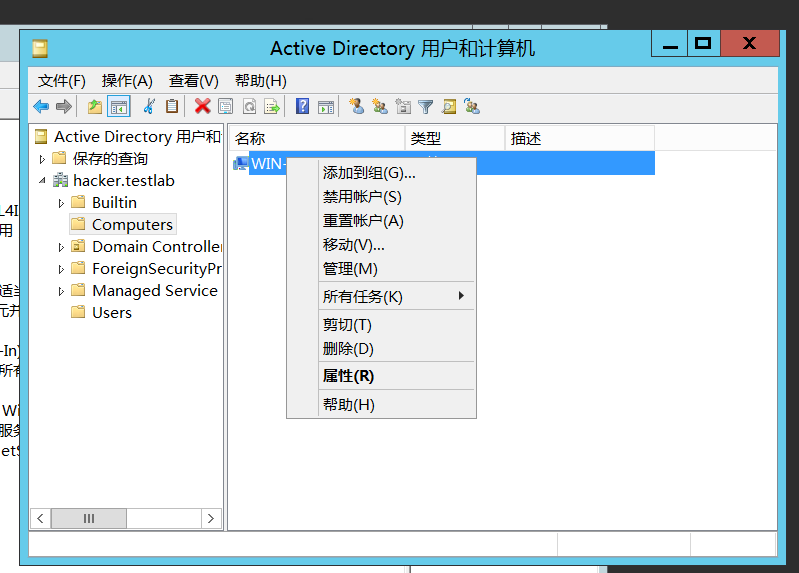 Active Directory 用户和计算机
文件(F) 操作(A) 查看(V) 帮助(H)
Active Directory 用户和
保存的查询
hacker.testlab
Builtin
Computers
Domain Controller
ForeignSecurityPr
Managed Service
Users
名称 类型 描述
WIN-
添加到组(G)...
禁用帐户(S)
重置帐户(A)
移动(V)...
管理(M)
所有任务(K)
剪切(T)
删除(D)
属性(R)
帮助(H)
L4I
用
适当
元并
-In)
所有
Wi
服务
etS